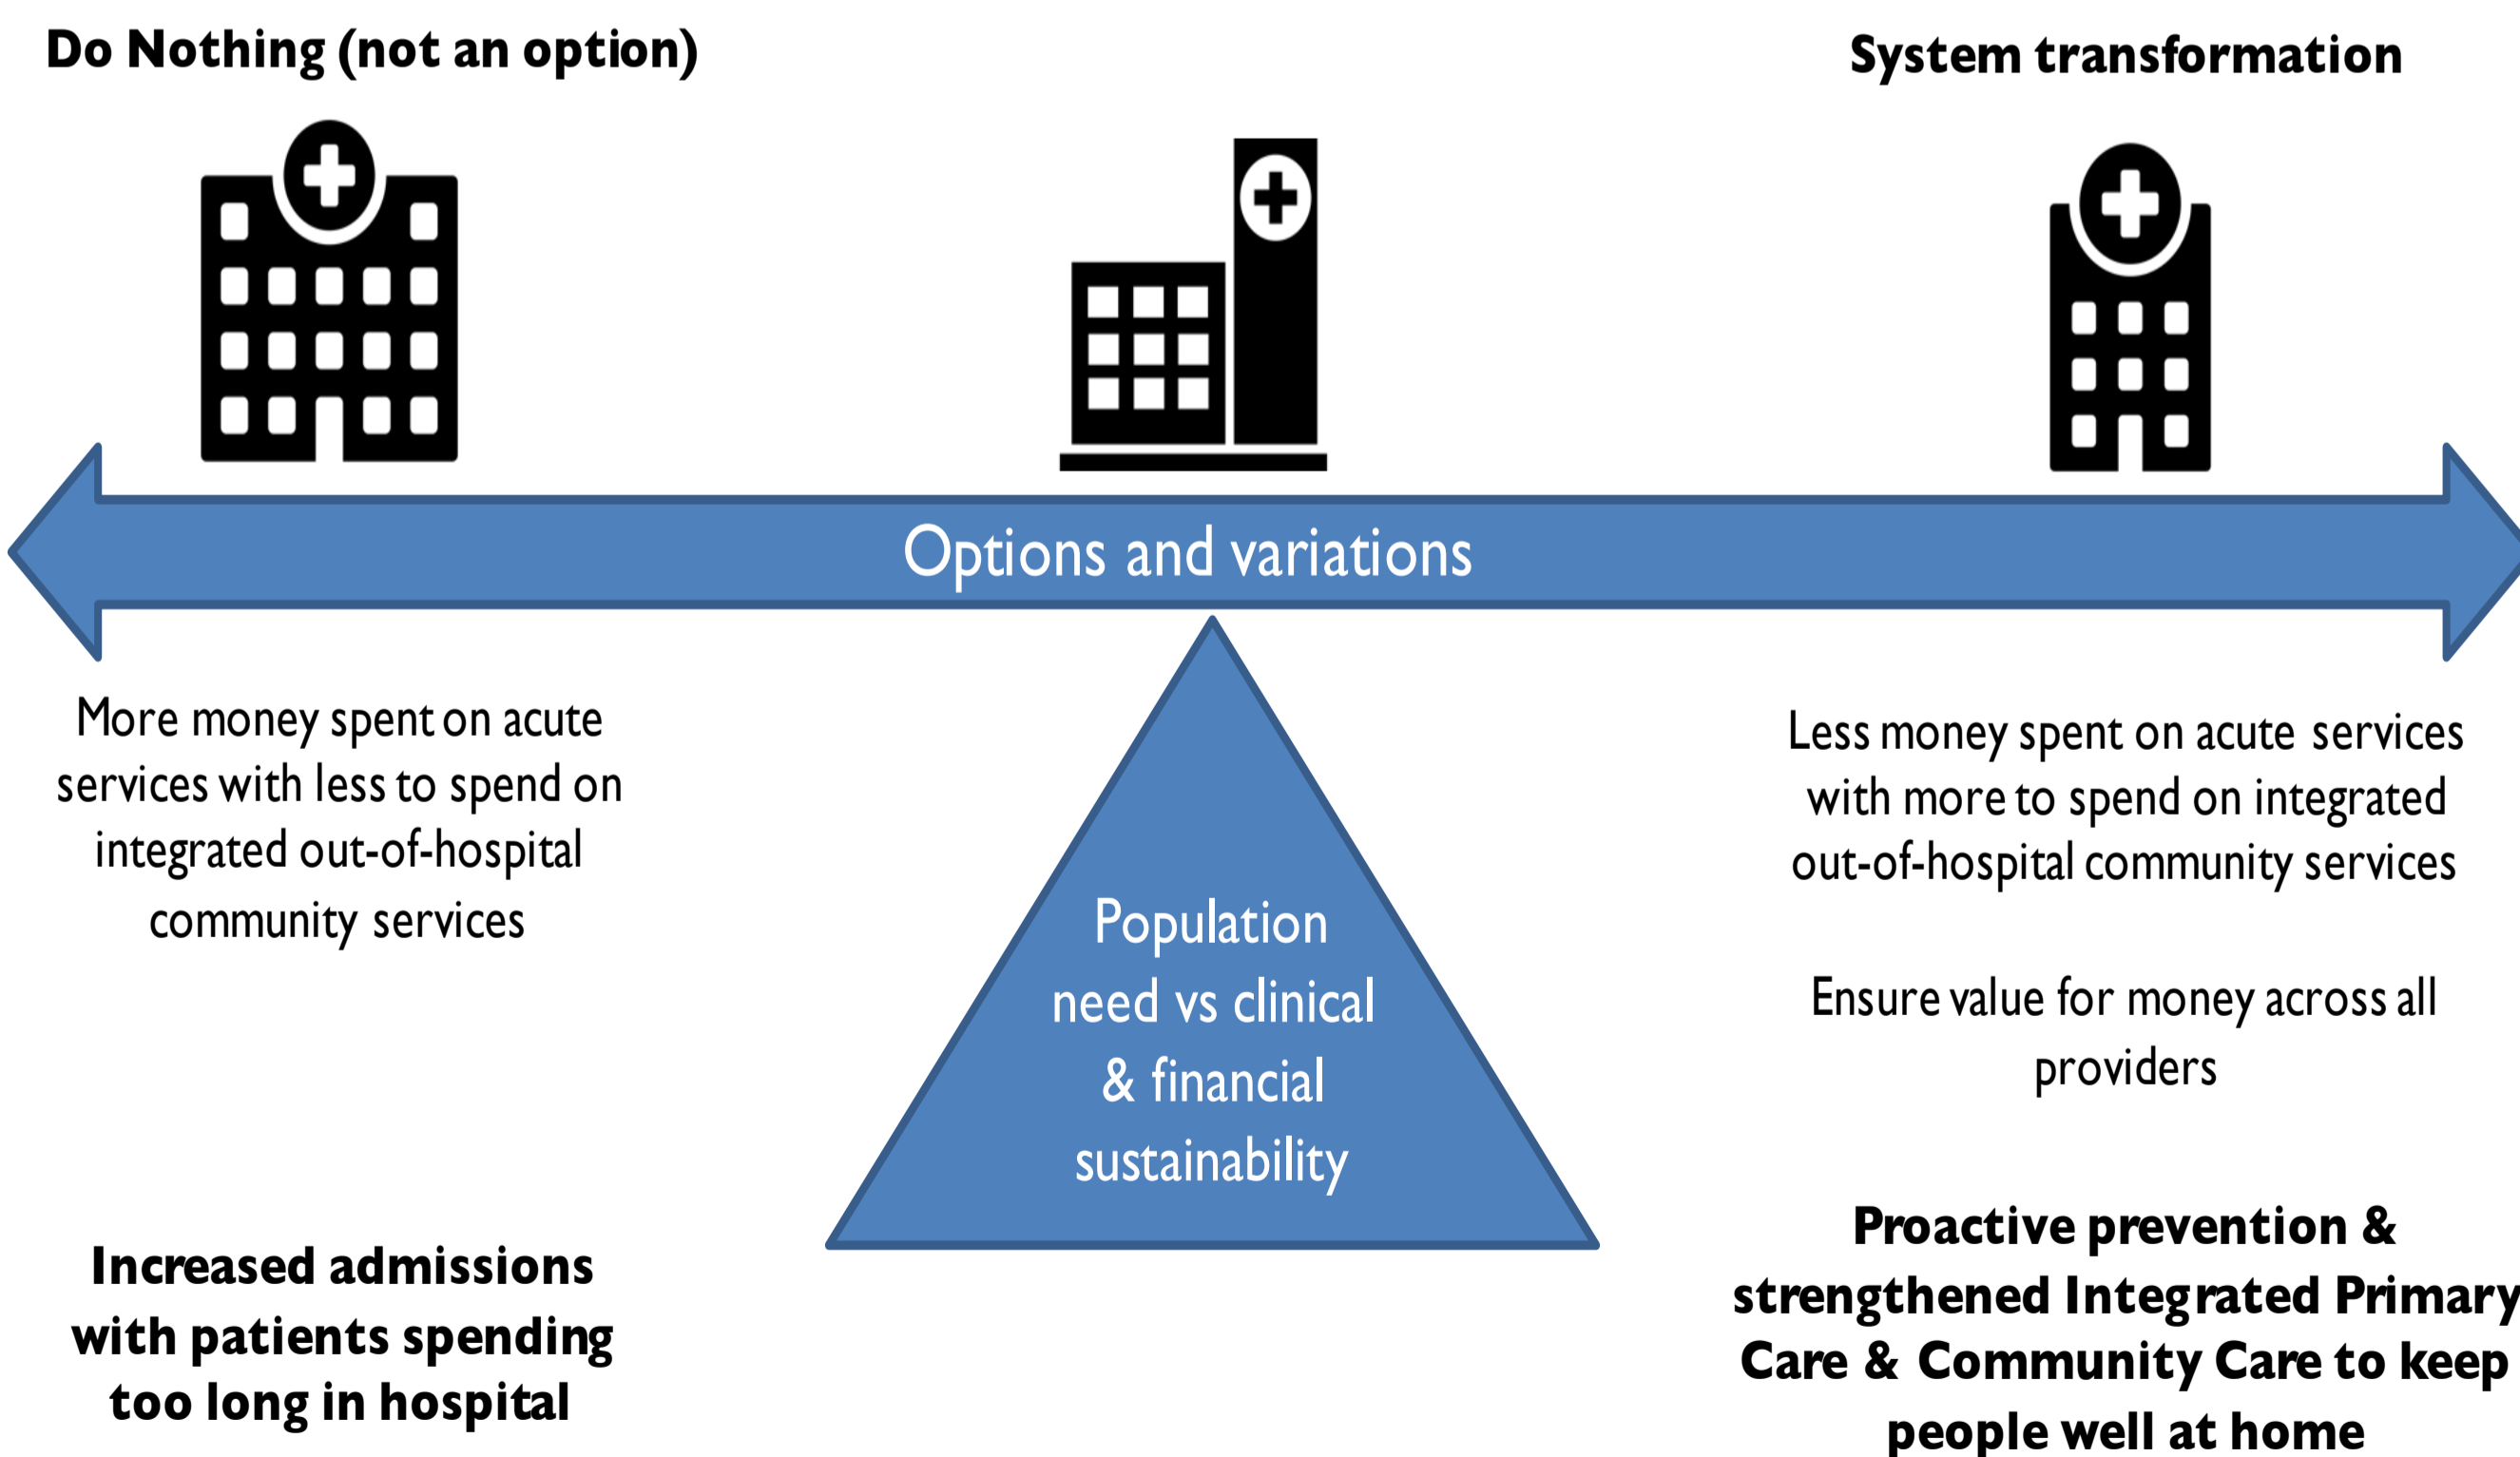 Do Nothing (not an option)
System transformation
Options and variations
More money spent on acute
services with less to spend on
integrated out-of-hospital
community services
Increased admissions
with patients spending
too long in hospital
Population
need vs clinical
& financial
sustainability
Less money spent on acute services
with more to spend on integrated
out-of-hospital community services
Ensure value for money across all
providers
Proactive prevention &
strengthened Integrated Primary
Care & Community Care to keep
people well at home